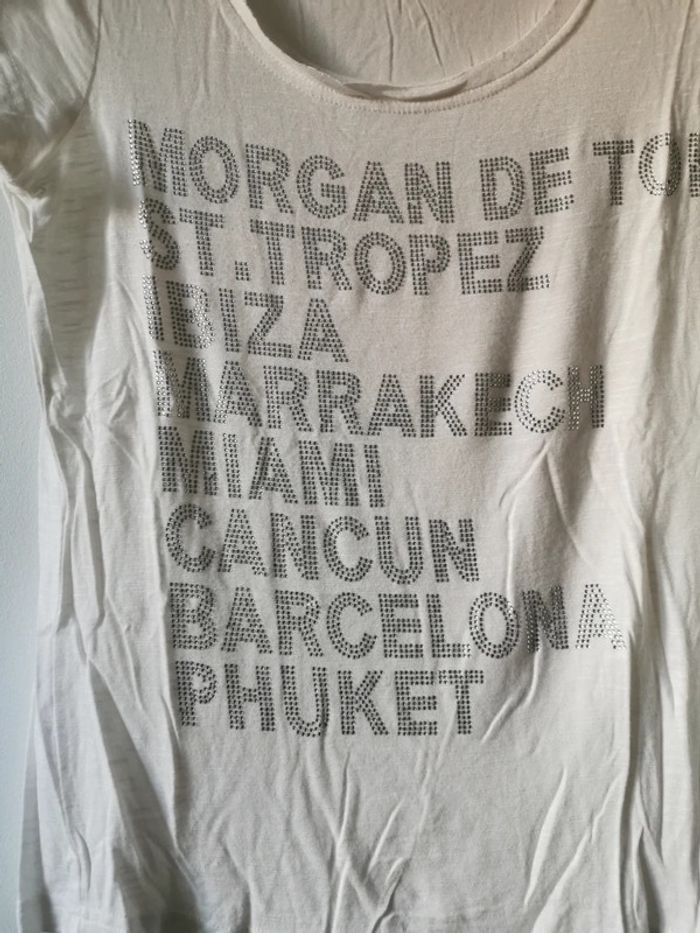 MORGAN DE TO
ST.TROPEZ
IBIZA
MARRAKECH
MIAMI
CANCUN
BARCELONA
PHUKET